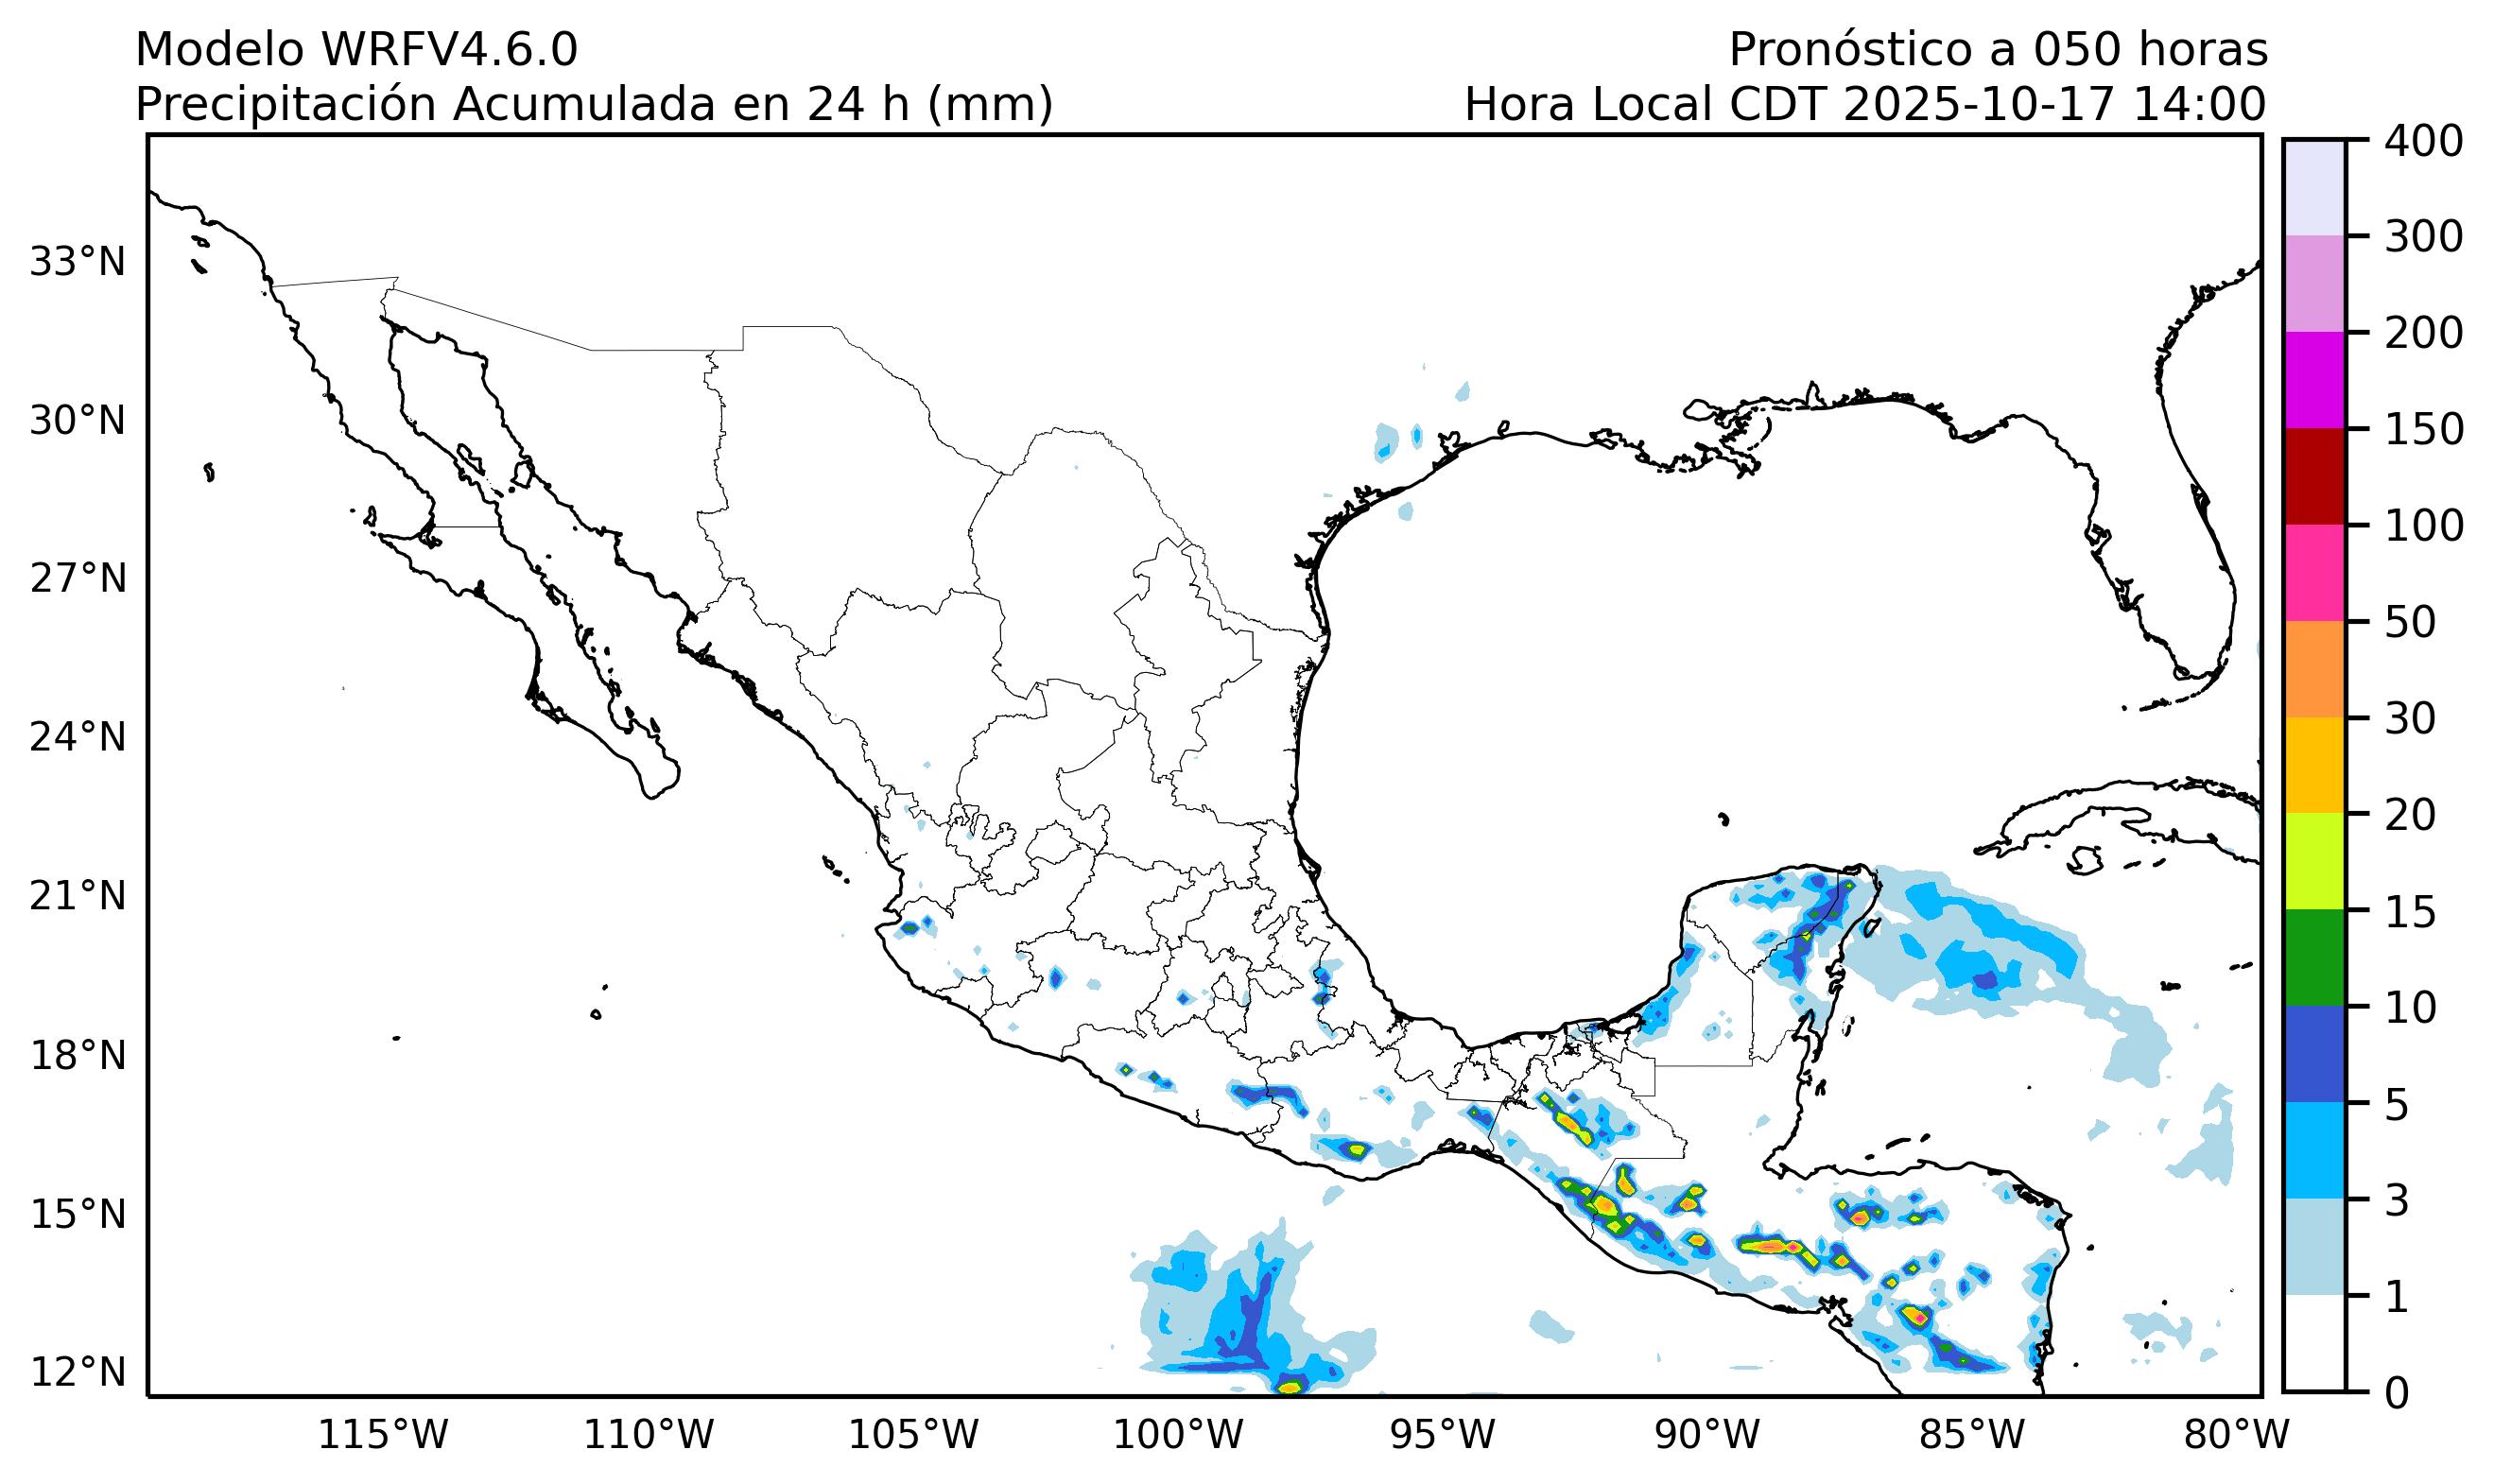 Modelo WRFV4.6.0
Pronóstico a 050 horas
Precipitación Acumulada en 24 h (mm)
Hora Local CDT 2025-10-17 14:00
33°N
30°N
27°N
24°N
21°N
18°N
15°N
12°N
115°W
110°W
105°W
100°W
95°W
90°W
85°W
80°W
400
300
200
150
100
50
30
20
15
10
5
3
1
0